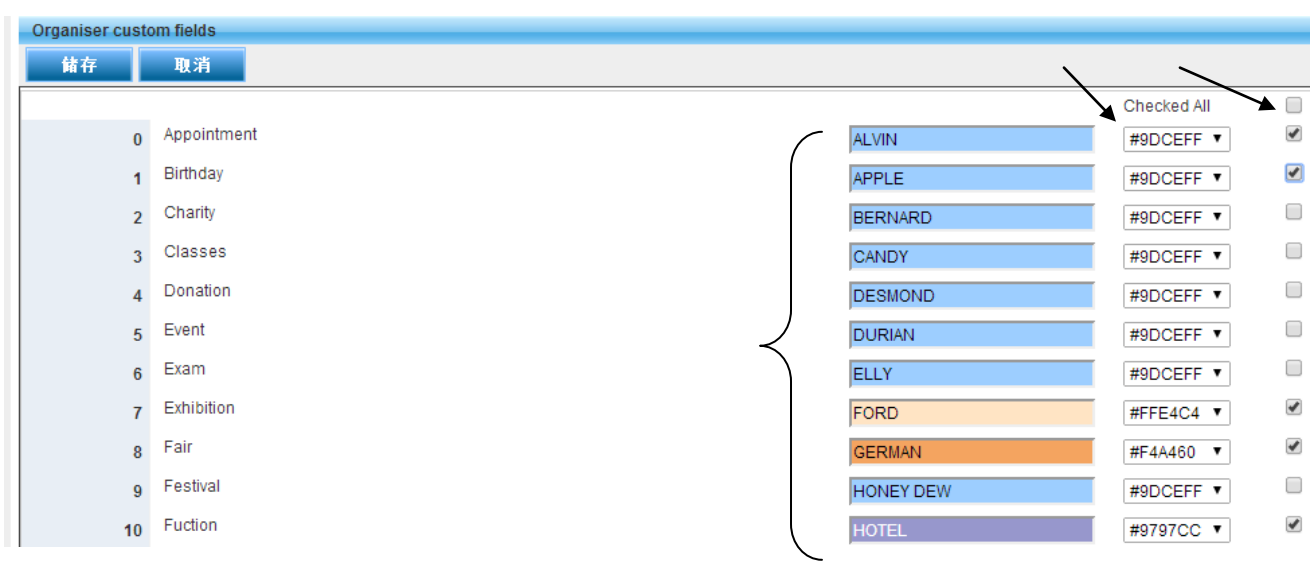 Organiser custom fields
儲存 取消
Checked All
0 Appointment ALVIN #9DCEFF
1 Birthday APPLE #9DCEFF
2 Charity BERNARD #9DCEFF
3 Classes CANDY #9DCEFF
4 Donation DESMOND #9DCEFF
5 Event DURIAN #9DCEFF
6 Exam ELLY #9DCEFF
7 Exhibition FORD #FFE4C4
8 Fair GERMAN #F4A460
9 Festival HONEY DEW #9DCEFF
10 Fuction HOTEL #9797CC